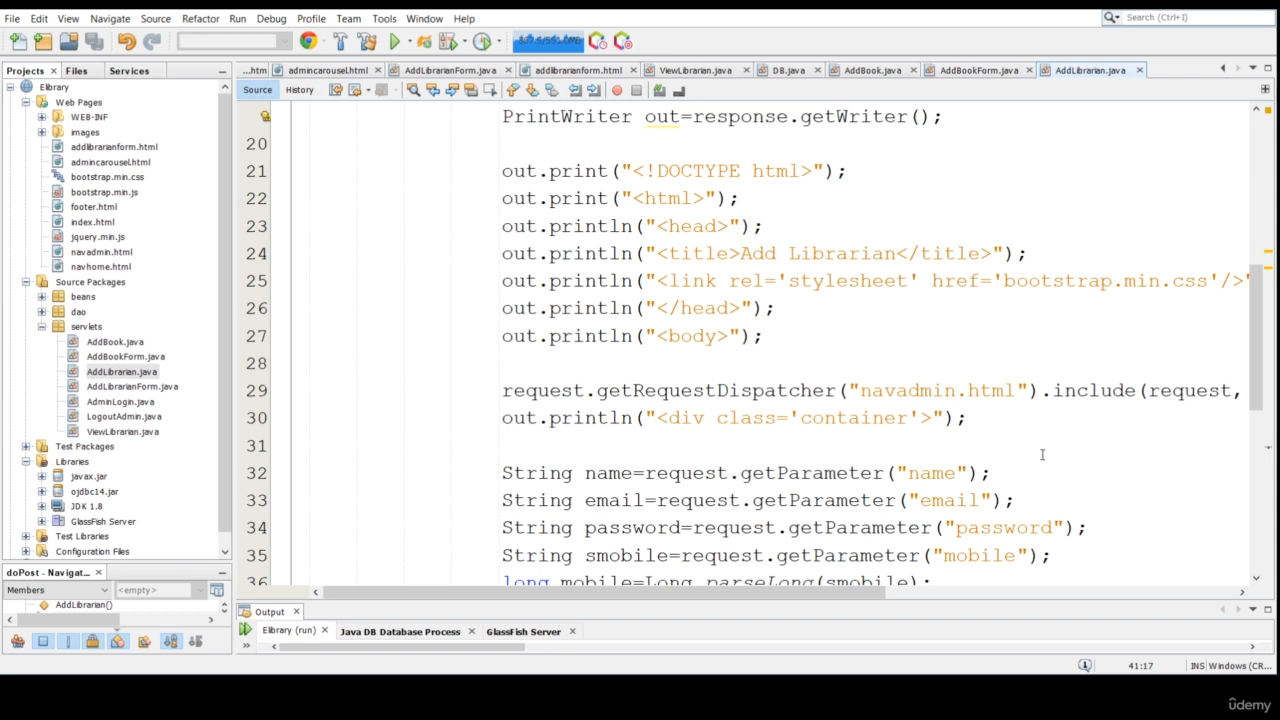 File Edit View Navigate Source Refactor Run Debug Profile Team Tools Window Help
Search (Ctrl+I)
Projects Files Services
...htm admincarousel.html AddLibrarianForm.java addlibrarianform.html ViewLibrarian.java DB.java AddBook.java AddBookForm.java AddLibrarian.java
Source History
Elibrary
Web Pages
WEB-INF
images
addlibrarianform.html
admincarousel.html
bootstrap.min.css
bootstrap.min.js
footer.html
index.html
jquery.min.js
navadmin.html
navhome.html
Source Packages
beans
dao
servlets
AddBook.java
AddBookForm.java
AddLibrarian.java
AddLibrarianForm.java
AdminLogin.java
LogoutAdmin.java
ViewLibrarian.java
Test Packages
Libraries
javax.jar
ojdbc14.jar
JDK 1.8
GlassFish Server
Test Libraries
Configuration Files
doPost - Navigat...
Members <empty>
AddLibrarian()
PrintWriter out=response.getWriter();
20
21 out.print("<!DOCTYPE html>");
22 out.print("<html>");
23 out.println("<head>");
24 out.println("<title>Add Librarian</title>");
25 out.println("<link rel='stylesheet' href='bootstrap.min.css'/>"
26 out.println("</head>");
27 out.println("<body>");
28
29 request.getRequestDispatcher("navadmin.html").include(request,
30 out.println("<div class='container'>");
31
32 String name=request.getParameter("name");
33 String email=request.getParameter("email");
34 String password=request.getParameter("password");
35 String smobile=request.getParameter("mobile");
36 long mobile=Long.parseLong(smobile);
Output
Elibrary (run) Java DB Database Process GlassFish Server
41:17 INS Windows (CR...
ûdemy